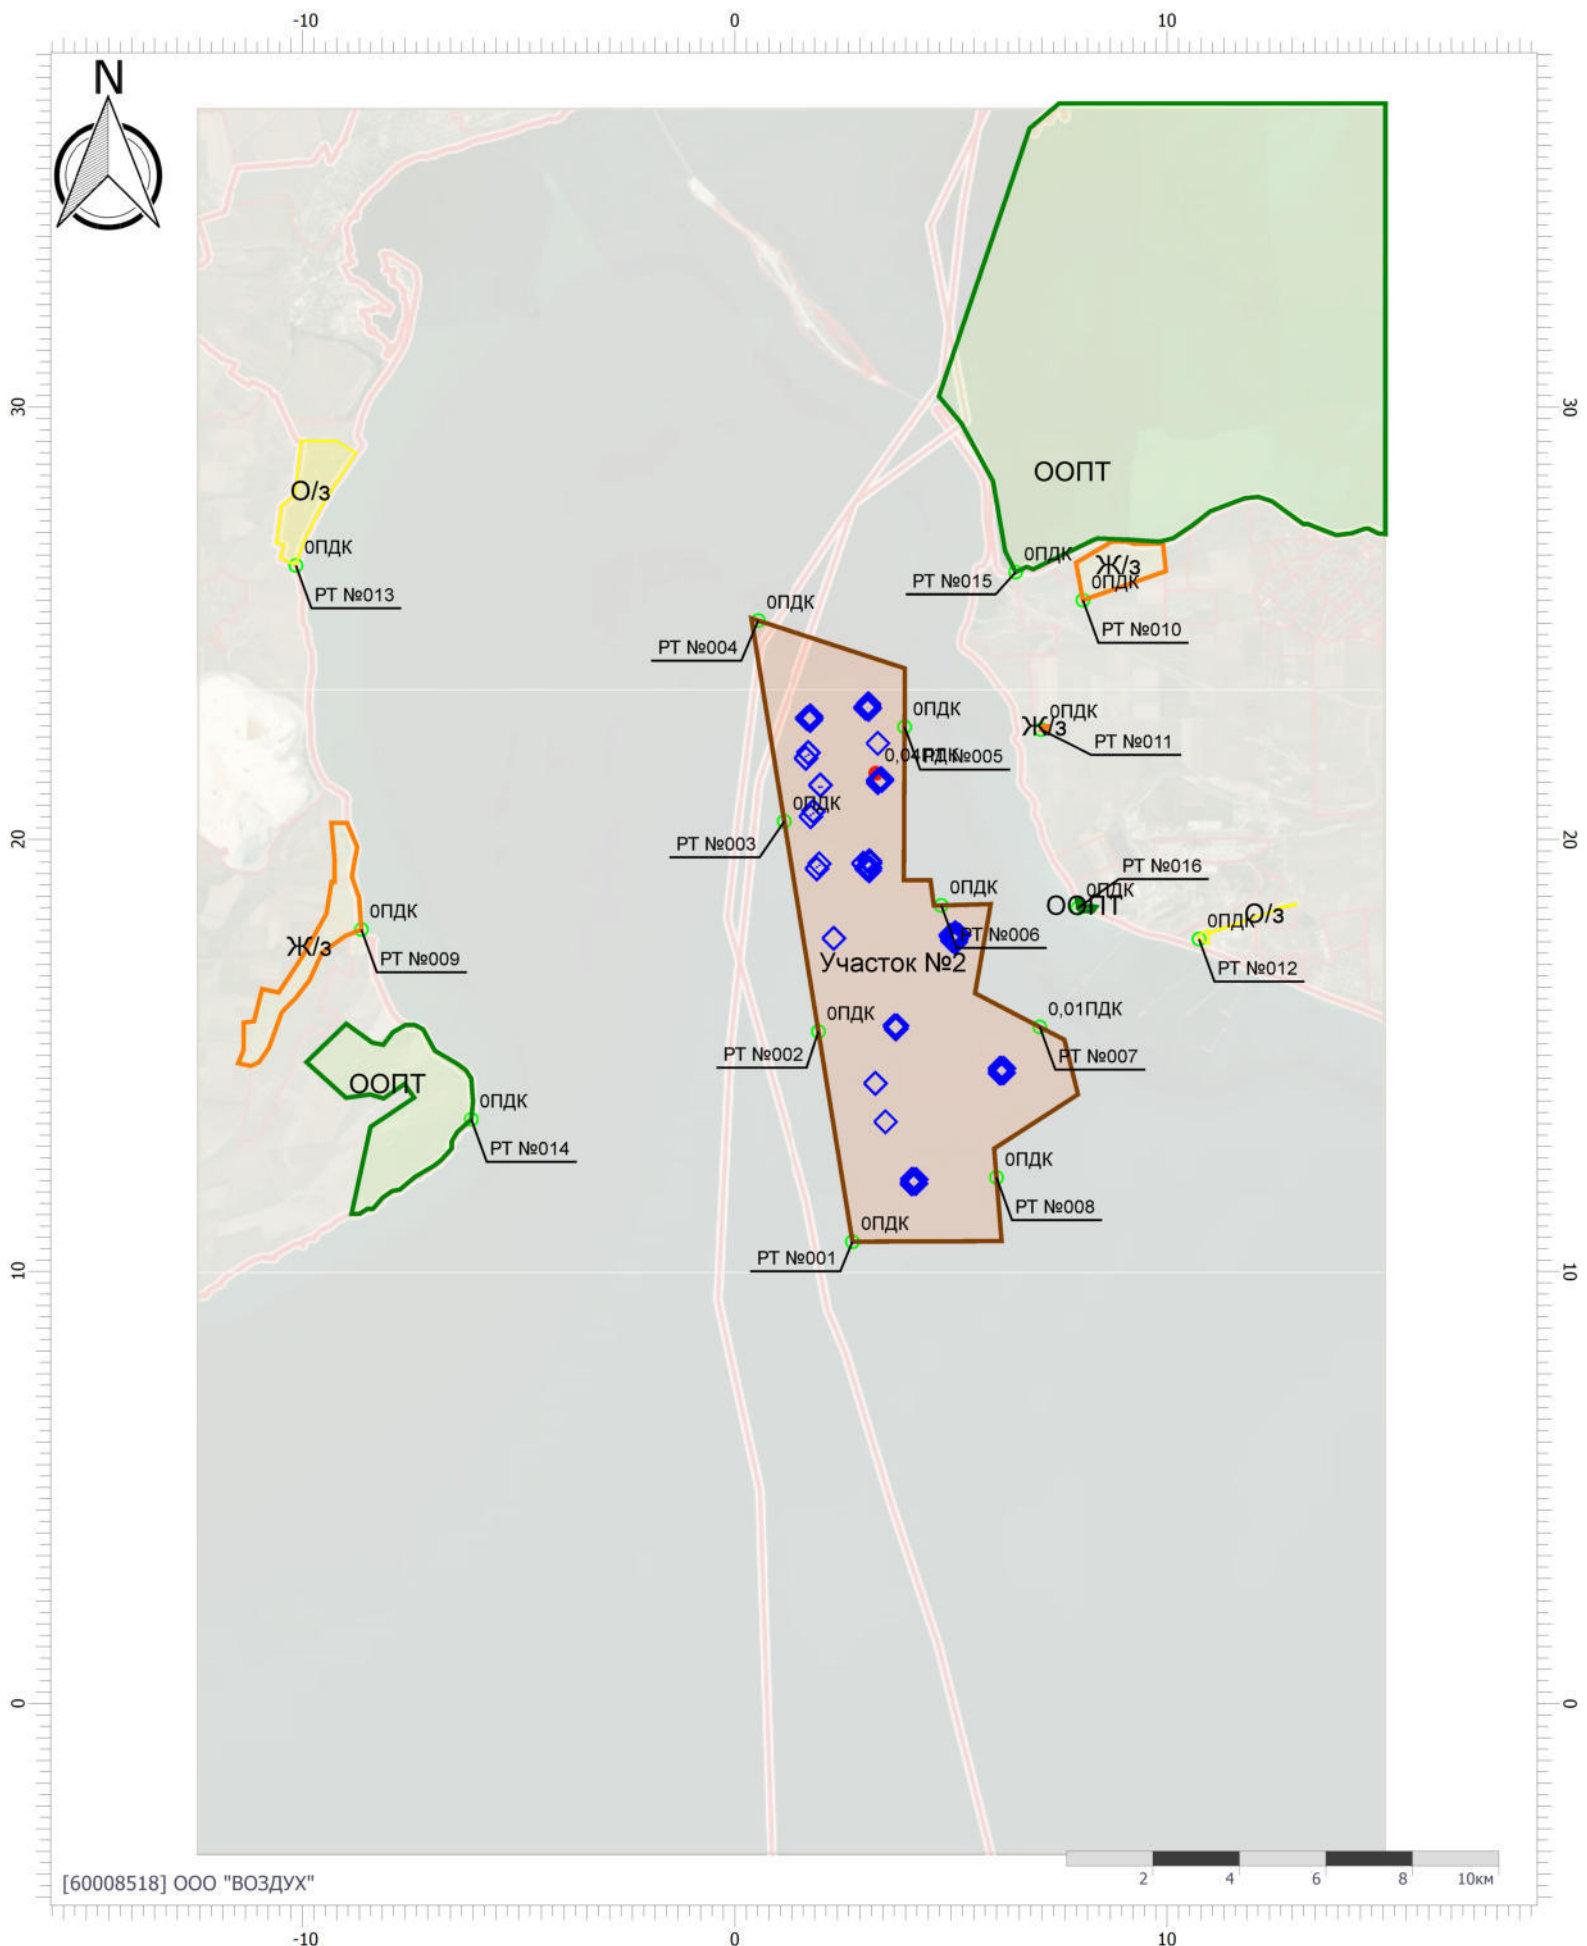 -10 0 10
N
30 30
ООПТ
О/з
0ПДК
РТ №013
0ПДК
РТ №015
Ж/з
0ПДК
РТ №010
0ПДК
РТ №004
0ПДК
РТ №005
0,04ПДК
0ПДК
Ж/з
РТ №011
0ПДК
РТ №003
20 20
РТ №016
0ПДК
ООПТ
0ПДК
РТ №006
О/з
0ПДК
РТ №012
0ПДК
Ж/з
РТ №009
Участок №2
0ПДК
РТ №002
0,01ПДК
РТ №007
ООПТ
0ПДК
РТ №014
0ПДК
РТ №008
0ПДК
РТ №001
10 10
0 0
[60008518] ООО "ВОЗДУХ"
2 4 6 8 10км
-10 0 10